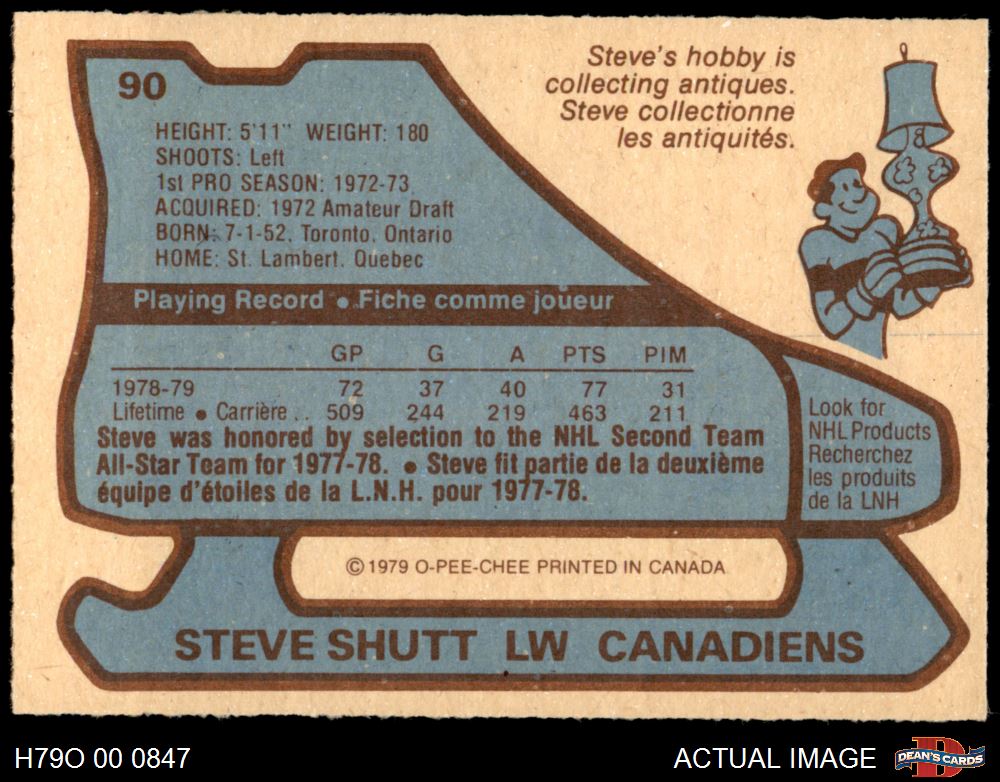 90
HEIGHT: 5'11" WEIGHT: 180
SHOOTS: Left
1st PRO SEASON: 1972-73
ACQUIRED: 1972 Amateur Draft
BORN: 7-1-52, Toronto, Ontario
HOME: St. Lambert, Quebec
Steve's hobby is
collecting antiques.
Steve collectionne
les antiquités.
Playing Record • Fiche comme joueur
GP G A PTS PIM
1978-79 72 37 40 77 31
Lifetime • Carrière .. 509 244 219 463 211
Steve was honored by selection to the NHL Second Team
All-Star Team for 1977-78. • Steve fit partie de la deuxième
équipe d'étoiles de la L.N.H. pour 1977-78.
Look for
NHL Products
Recherchez
les produits
de la LNH
© 1979 O-PEE-CHEE PRINTED IN CANADA
STEVE SHUTT LW CANADIENS
H79O 00 0847
ACTUAL IMAGE
D
DEAN'S CARDS